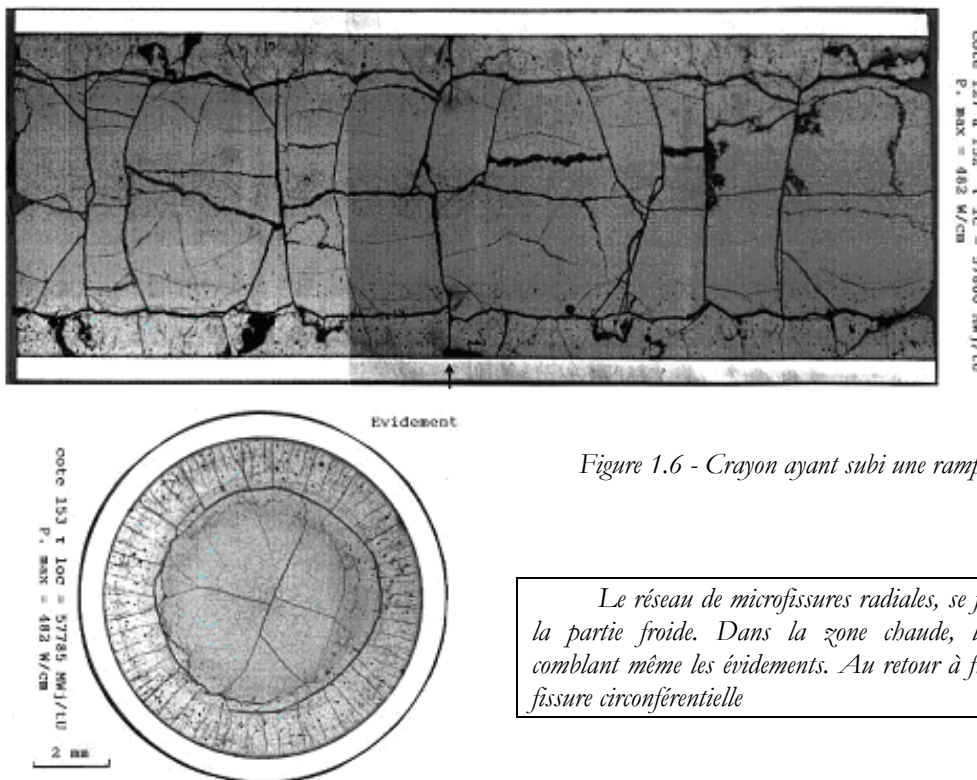 P. max = 482 W/cm
Evidement
cote 153 τ loc = 57785 MWj/tU
P. max = 482 W/cm
2 mm
Figure 1.6 - Crayon ayant subi une ramp
Le réseau de microfissures radiales, se f
la partie froide. Dans la zone chaude, l
comblant même les évidements. Au retour à f
fissure circonférentielle